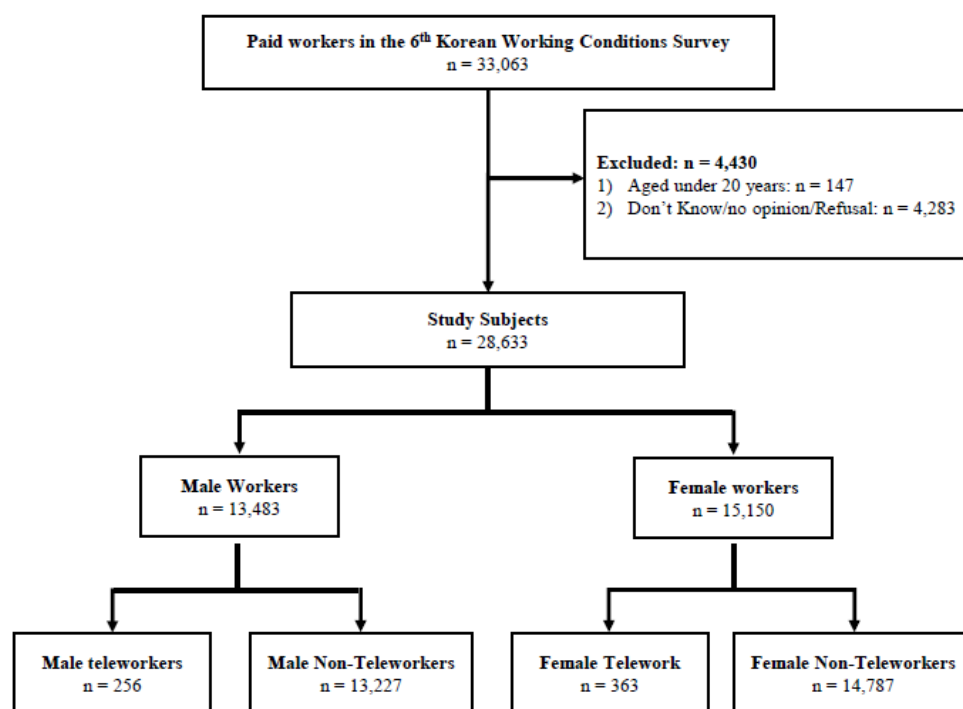 Paid workers in the 6th Korean Working Conditions Survey
n = 33,063
Excluded: n = 4,430
1) Aged under 20 years: n = 147
2) Don't Know/no opinion/Refusal: n = 4,283
Study Subjects
n = 28,633
Male Workers
n = 13,483
Female workers
n = 15,150
Male teleworkers
n = 256
Male Non-Teleworkers
n = 13,227
Female Telework
n = 363
Female Non-Teleworkers
n = 14,787